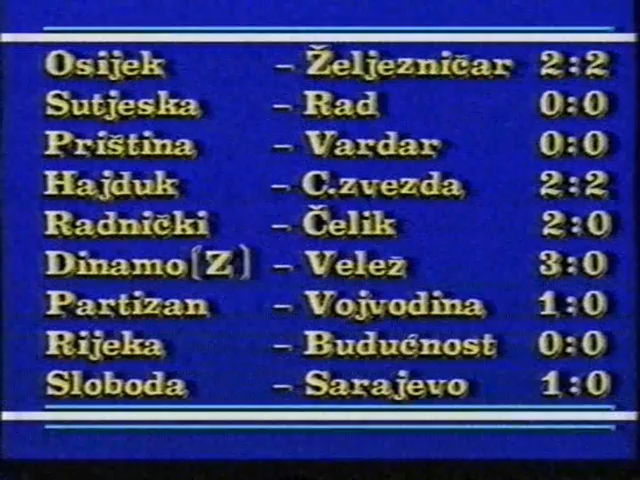 Osijek – Željezničar 2:2
Sutjeska – Rad 0:0
Priština – Vardar 0:0
Hajduk – C.zvezda 2:2
Radnički – Čelik 2:0
Dinamo(Z) – Velež 3:0
Partizan – Vojvodina 1:0
Rijeka – Budućnost 0:0
Sloboda – Sarajevo 1:0